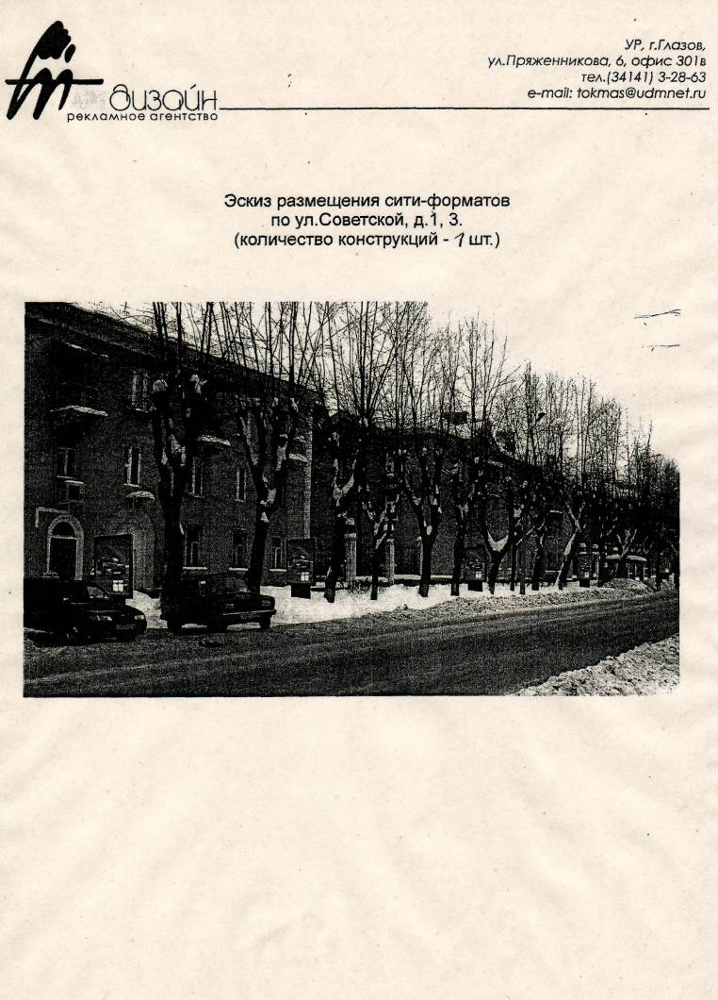 УР, г.Глазов,
ул.Пряженникова, 6, офис 301в
тел.(34141) 3-28-63
e-mail: tokmas@udmnet.ru
дизайн
рекламное агентство
Эскиз размещения сити-форматов
по ул.Советской, д.1, 3.
(количество конструкций - 1 шт.)